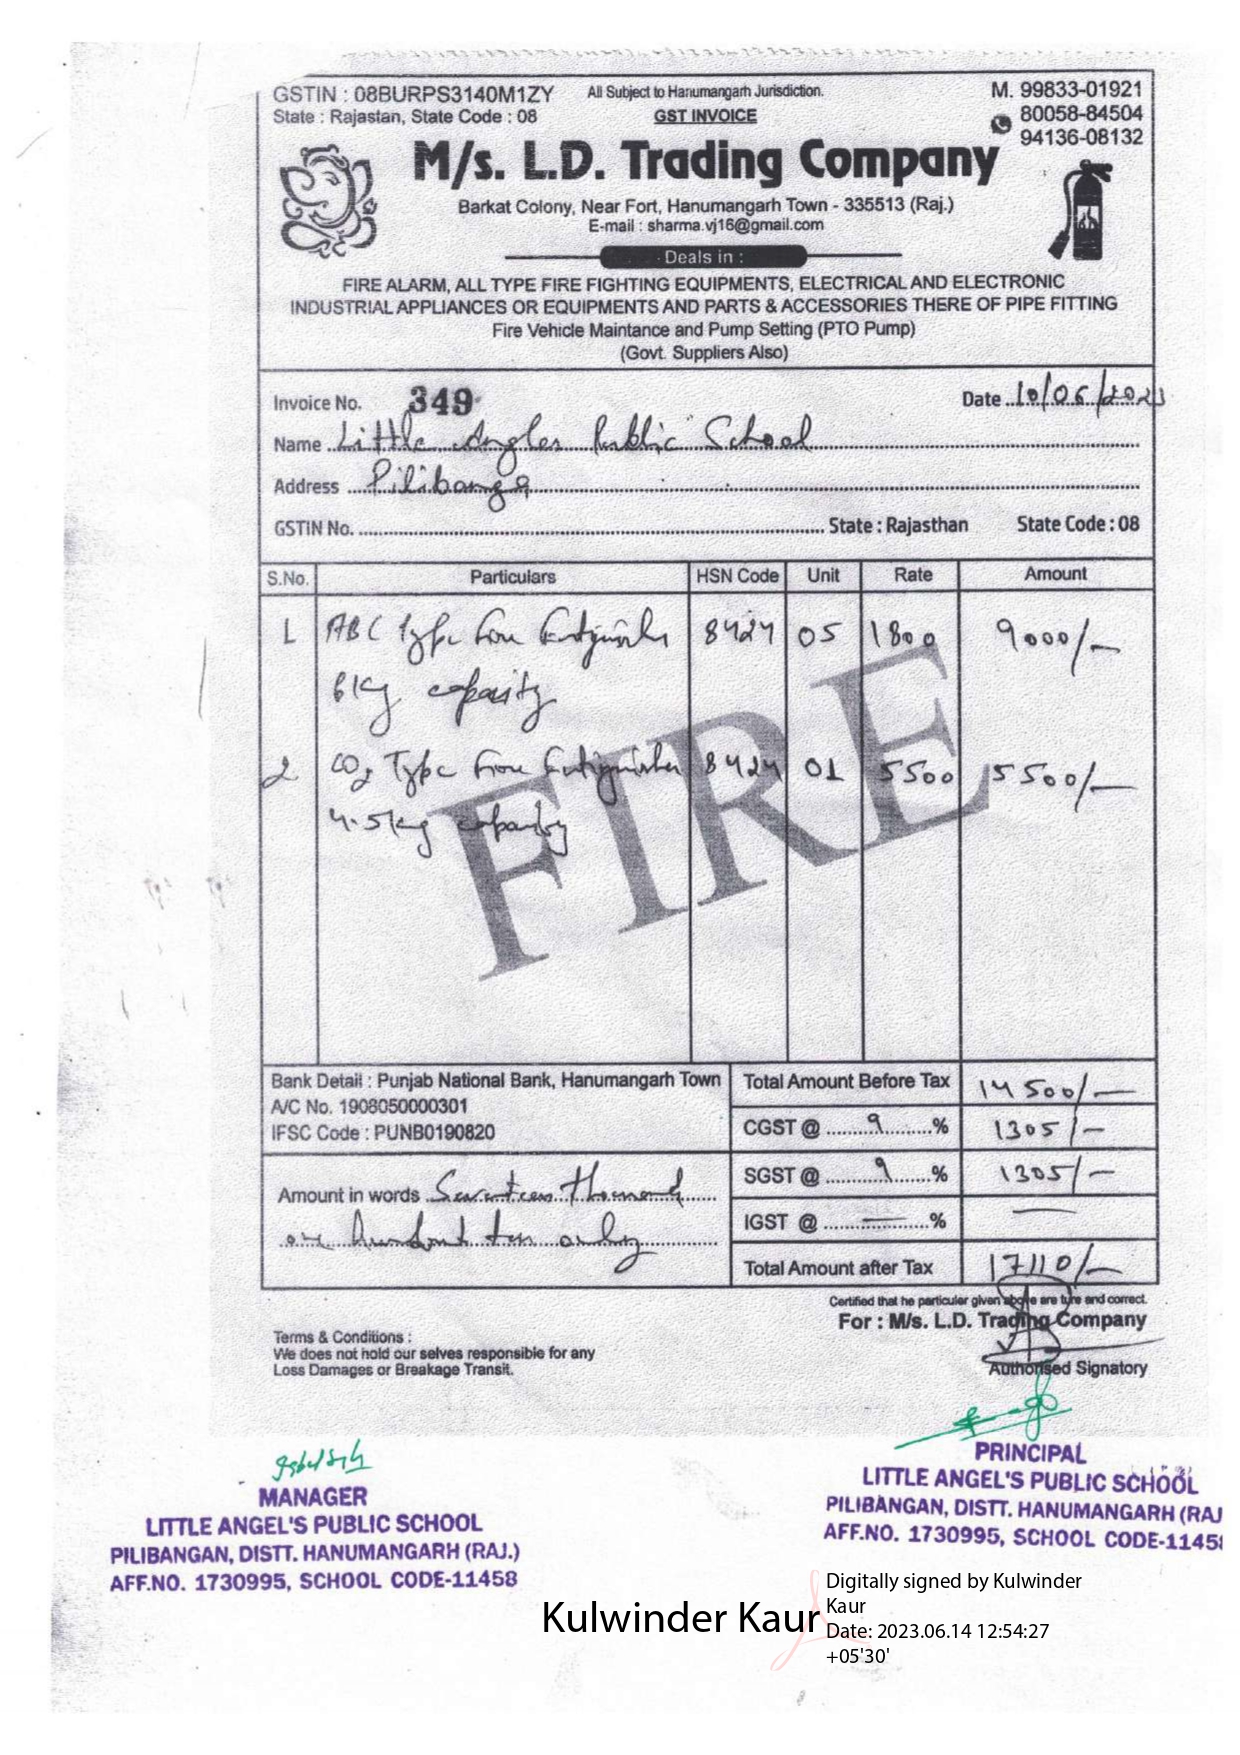 GSTIN : 08BURPS3140M1ZY All Subject to Hanumangarh Jurisdiction. M. 99833-01921
State : Rajastan, State Code : 08 GST INVOICE 80058-84504
94136-08132
M/s. L.D. Trading Company
Barkat Colony, Near Fort, Hanumangarh Town - 335513 (Raj.)
E-mail : sharma.vj16@gmail.com
Deals in :
FIRE ALARM, ALL TYPE FIRE FIGHTING EQUIPMENTS, ELECTRICAL AND ELECTRONIC
INDUSTRIAL APPLIANCES OR EQUIPMENTS AND PARTS & ACCESSORIES THERE OF PIPE FITTING
Fire Vehicle Maintance and Pump Setting (PTO Pump)
(Govt. Suppliers Also)
Invoice No. 349 Date 10/06/2021
Name Little Angles Public School
Address Pilibanga
GSTIN No. State : Rajasthan State Code : 08
S.No. Particulars HSN Code Unit Rate Amount
1 ABC Type Fire Extiguisher 8424 05 1800 9000/-
6kg capacity
2 CO2 Type Fire Extiguisher 8424 01 5500 5500/-
4.5kg capacity
FIRE
Bank Detail : Punjab National Bank, Hanumangarh Town Total Amount Before Tax 14500/-
A/C No. 1908050000301
IFSC Code : PUNB0190820 CGST @ 9 % 1305/-
SGST @ 9 % 1305/-
Amount in words Seventeen thousand
IGST @ — % —
one hundred ten only
Total Amount after Tax 17110/-
Certified that he particuler given above are ture and correct.
For : M/s. L.D. Trading Company
Terms & Conditions :
We does not hold our selves responsible for any
Loss Damages or Breakage Transit. Authorised Signatory
MANAGER
LITTLE ANGEL'S PUBLIC SCHOOL
PILIBANGAN, DISTT. HANUMANGARH (RAJ.)
AFF.NO. 1730995, SCHOOL CODE-11458
PRINCIPAL
LITTLE ANGEL'S PUBLIC SCHOOL
PILIBANGAN, DISTT. HANUMANGARH (RAJ
AFF.NO. 1730995, SCHOOL CODE-11458
Kulwinder Kaur
Digitally signed by Kulwinder
Kaur
Date: 2023.06.14 12:54:27
+05'30'